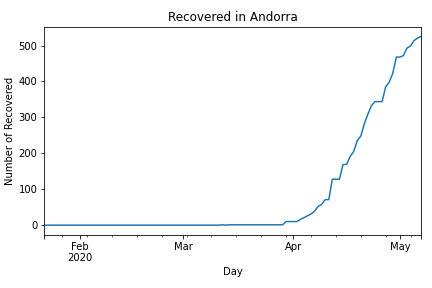 Recovered in Andorra
Number of Recovered
500
400
300
200
100
0
Feb
2020
Mar
Apr
May
Day